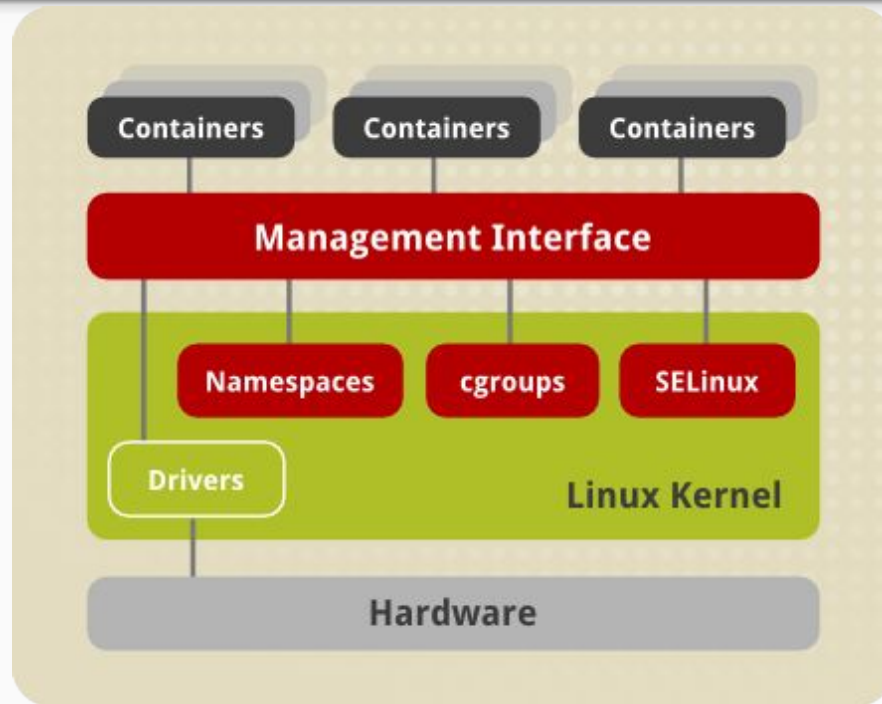 Containers
Containers
Containers
Management Interface
Namespaces
cgroups
SELinux
Drivers
Linux Kernel
Hardware